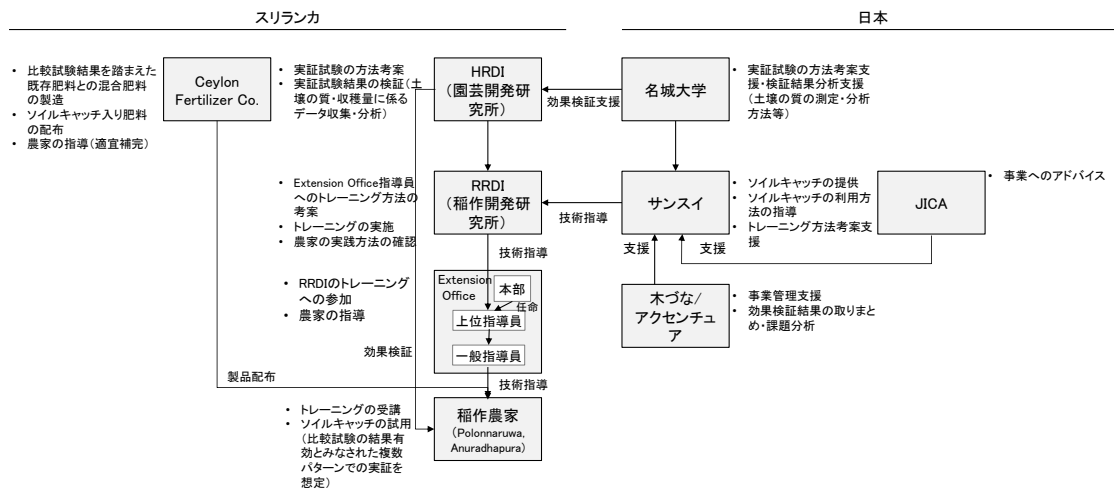 スリランカ
日本
• 比較試験結果を踏まえた
既存肥料との混合肥料
の製造
• ソイルキャッチ入り肥料
の配布
• 農家の指導（適宜補完）
Ceylon
Fertilizer Co.
• 実証試験の方法考案
• 実証試験結果の検証（土
壌の質・収穫量に係る
データ収集・分析）
HRDI
（園芸開発研
究所）
効果検証支援
名城大学
• 実証試験の方法考案支
援・検証結果分析支援
（土壌の質の測定・分析
方法等）
• Extension Office指導員
へのトレーニング方法の
考案
• トレーニングの実施
• 農家の実践方法の確認
RRDI
（稲作開発研
究所）
技術指導
サンスイ
• ソイルキャッチの提供
• ソイルキャッチの利用方
法の指導
• トレーニング方法考案支
援
JICA
• 事業へのアドバイス
技術指導
支援
支援
• RRDIのトレーニング
への参加
• 農家の指導
Extension
Office
本部
任命
上位指導員
一般指導員
木づな/
アクセンチュ
ア
• 事業管理支援
• 効果検証結果の取りまと
め・課題分析
効果検証
製品配布
技術指導
• トレーニングの受講
• ソイルキャッチの試用
（比較試験の結果有
効とみなされた複数
パターンでの実証を
想定）
稲作農家
（Polonnaruwa,
Anuradhapura）